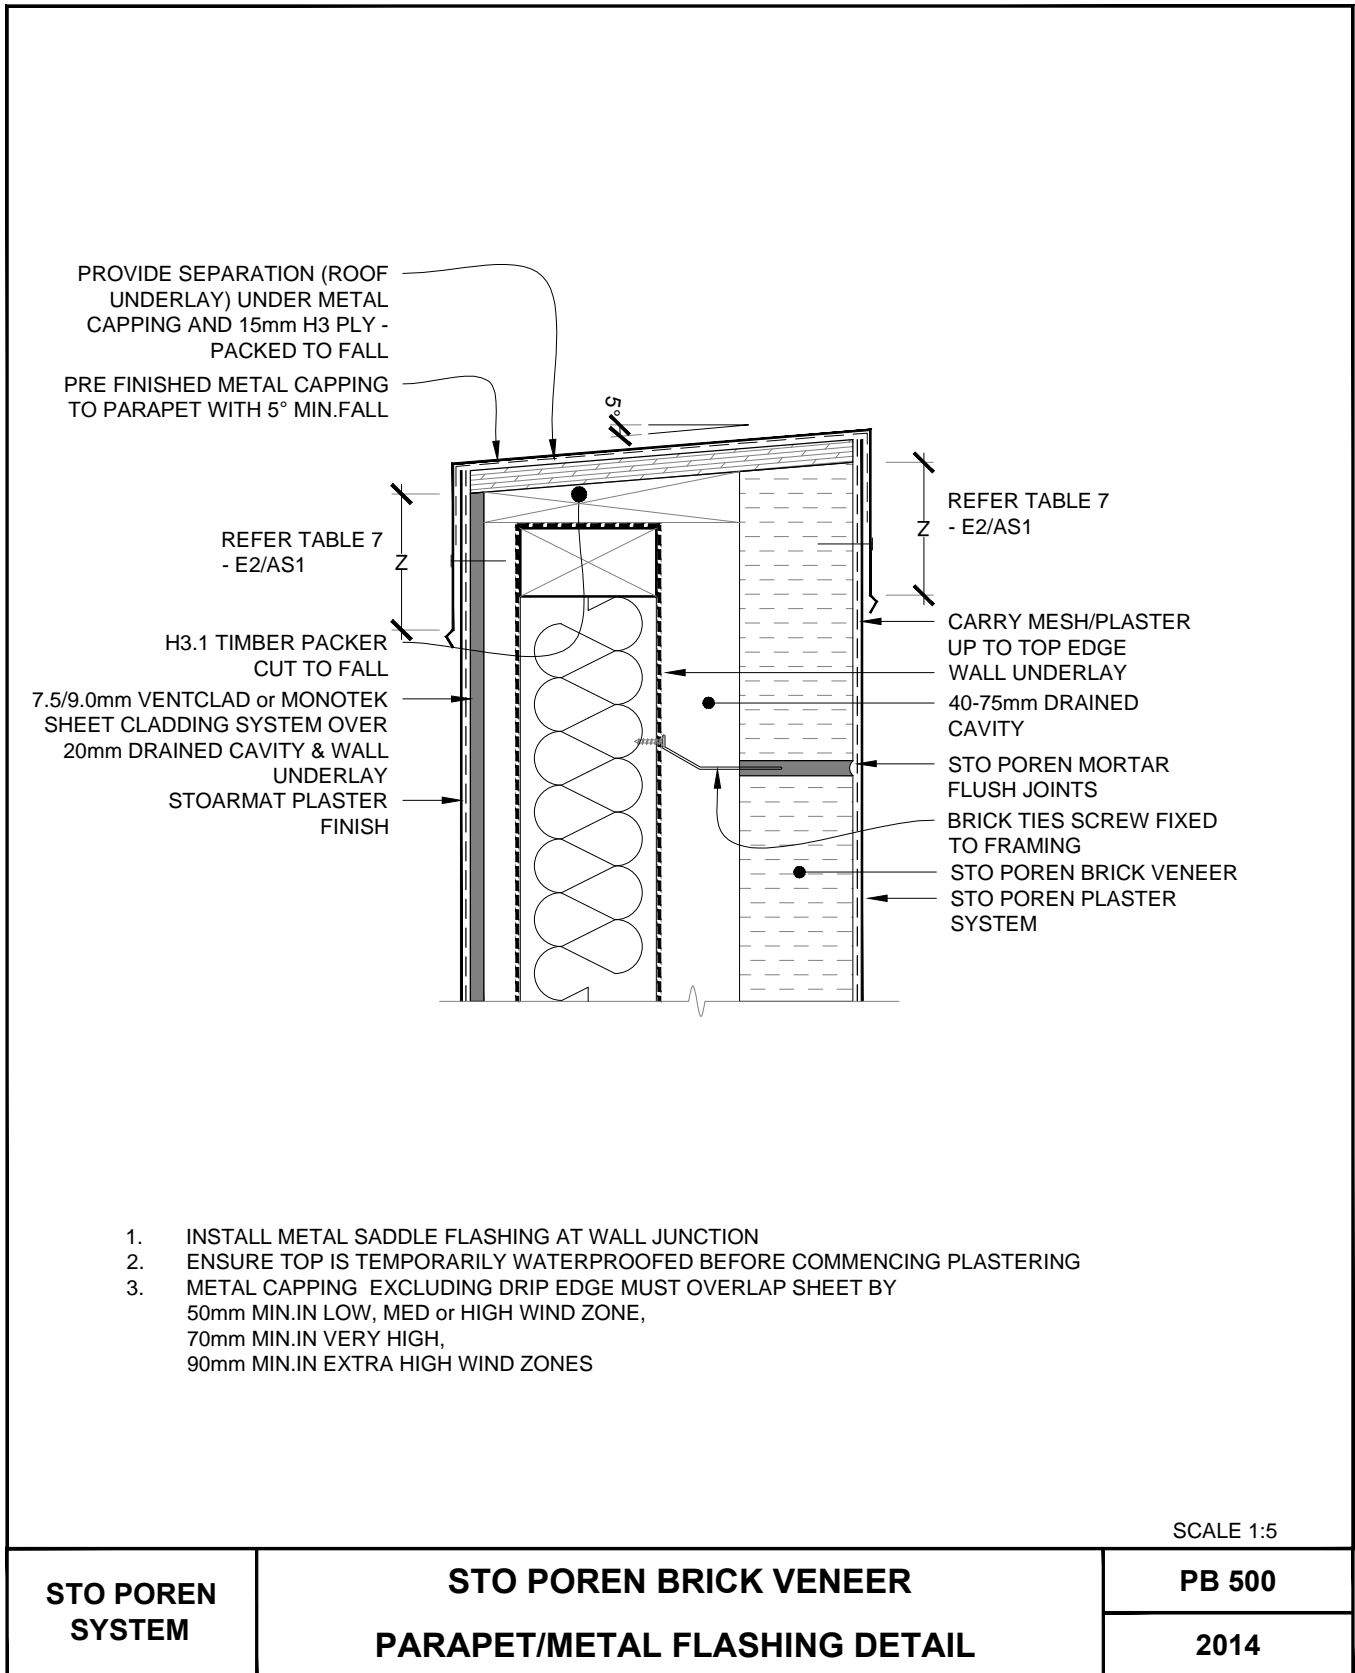 PROVIDE SEPARATION (ROOF
UNDERLAY) UNDER METAL
CAPPING AND 15mm H3 PLY -
PACKED TO FALL
PRE FINISHED METAL CAPPING
TO PARAPET WITH 5° MIN.FALL
5°
REFER TABLE 7
- E2/AS1
Z
H3.1 TIMBER PACKER
CUT TO FALL
7.5/9.0mm VENTCLAD or MONOTEK
SHEET CLADDING SYSTEM OVER
20mm DRAINED CAVITY & WALL
UNDERLAY
STOARMAT PLASTER
FINISH
Z
REFER TABLE 7
- E2/AS1
CARRY MESH/PLASTER
UP TO TOP EDGE
WALL UNDERLAY
40-75mm DRAINED
CAVITY
STO POREN MORTAR
FLUSH JOINTS
BRICK TIES SCREW FIXED
TO FRAMING
STO POREN BRICK VENEER
STO POREN PLASTER
SYSTEM
1. INSTALL METAL SADDLE FLASHING AT WALL JUNCTION
2. ENSURE TOP IS TEMPORARILY WATERPROOFED BEFORE COMMENCING PLASTERING
3. METAL CAPPING EXCLUDING DRIP EDGE MUST OVERLAP SHEET BY
50mm MIN.IN LOW, MED or HIGH WIND ZONE,
70mm MIN.IN VERY HIGH,
90mm MIN.IN EXTRA HIGH WIND ZONES
SCALE 1:5
STO POREN
SYSTEM
STO POREN BRICK VENEER
PARAPET/METAL FLASHING DETAIL
PB 500
2014